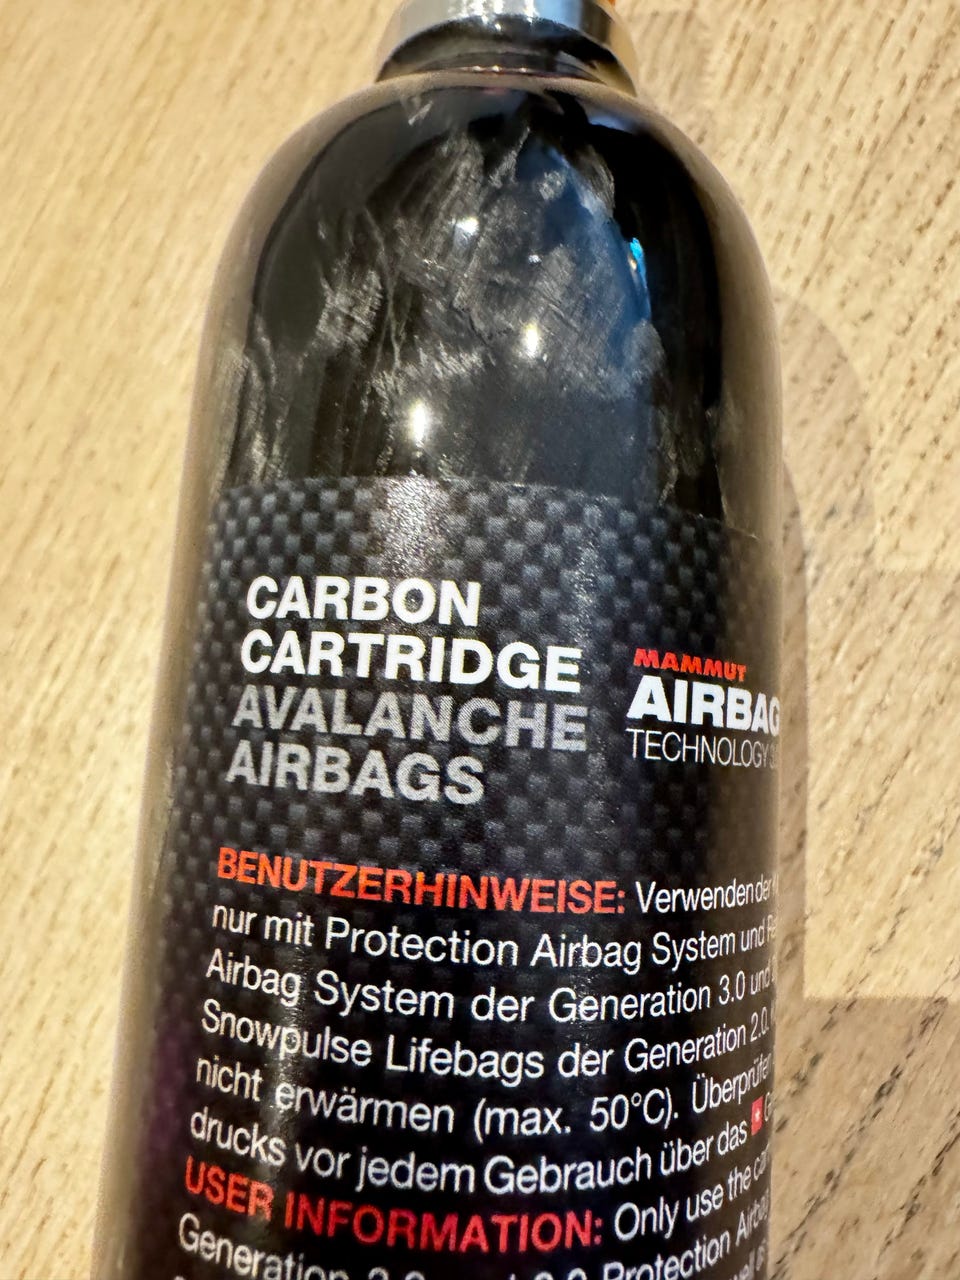 CARBON
CARTRIDGE
AVALANCHE
AIRBAGS
MAMMUT
AIRBAG
TECHNOLOGY
BENUTZERHINWEISE: Verwenden der
nur mit Protection Airbag System und
Airbag System der Generation 3.0 und
Snowpulse Lifebags der Generation 2.0.
nicht erwärmen (max. 50°C). Überprüfen
drucks vor jedem Gebrauch über das
USER INFORMATION: Only use the
Generation Protection